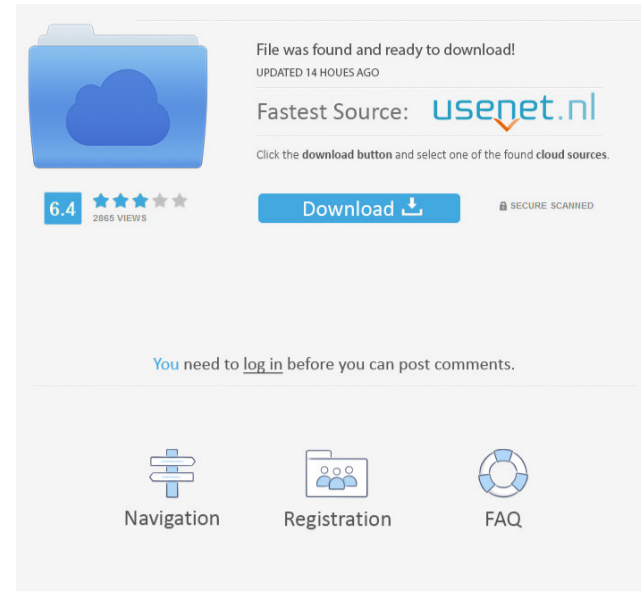 File was found and ready to download!
UPDATED 14 HOUES AGO
Fastest Source: usenet.nl
Click the download button and select one of the found cloud sources.
6.4
2865 VIEWS
Download
SECURE SCANNED
You need to log in before you can post comments.
Navigation
Registration
FAQ